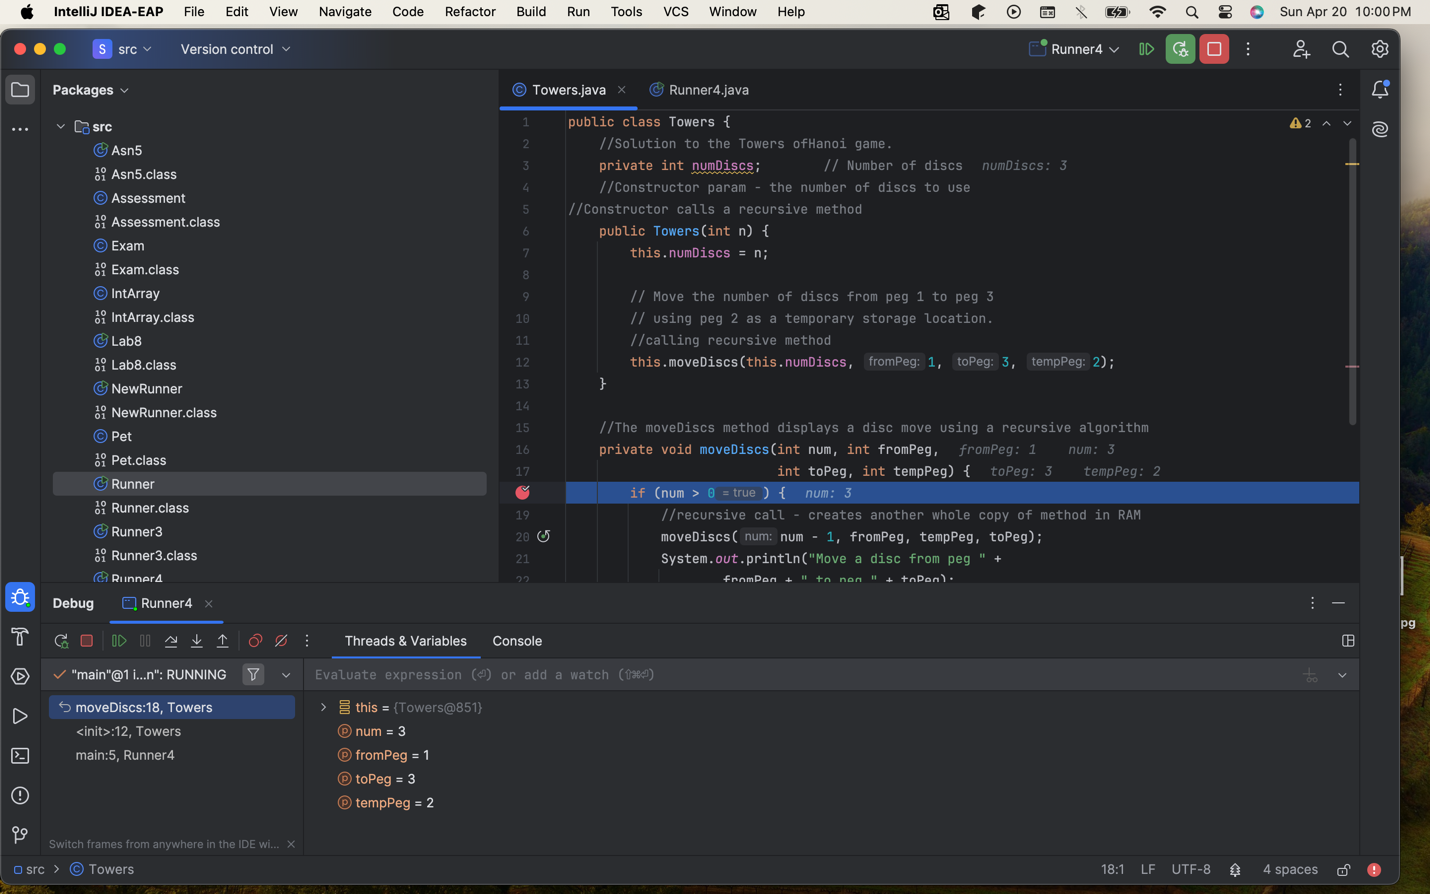 IntelliJ IDEA-EAP File Edit View Navigate Code Refactor Build Run Tools VCS Window Help Sun Apr 20 10:00 PM
S src Version control Runner4
Packages
src
Asn5
Asn5.class
Assessment
Assessment.class
Exam
Exam.class
IntArray
IntArray.class
Lab8
Lab8.class
NewRunner
NewRunner.class
Pet
Pet.class
Runner
Runner.class
Runner3
Runner3.class
Runner4
Towers.java Runner4.java
2
1 public class Towers {
2 //Solution to the Towers ofHanoi game.
3 private int numDiscs; // Number of discs numDiscs: 3
4 //Constructor param - the number of discs to use
5 //Constructor calls a recursive method
6 public Towers(int n) {
7 this.numDiscs = n;
8
9 // Move the number of discs from peg 1 to peg 3
10 // using peg 2 as a temporary storage location.
11 //calling recursive method
12 this.moveDiscs(this.numDiscs, fromPeg: 1, toPeg: 3, tempPeg: 2);
13 }
14
15 //The moveDiscs method displays a disc move using a recursive algorithm
16 private void moveDiscs(int num, int fromPeg, fromPeg: 1 num: 3
17 int toPeg, int tempPeg) { toPeg: 3 tempPeg: 2
if (num > 0 = true ) { num: 3
19 //recursive call - creates another whole copy of method in RAM
20 moveDiscs( num: num - 1, fromPeg, tempPeg, toPeg);
21 System.out.println("Move a disc from peg " +
22 fromPeg + " to peg " + toPeg);
pg
Debug Runner4
Threads & Variables Console
"main"@1 i...n": RUNNING
Evaluate expression (⏎) or add a watch (⇧⌘⏎)
moveDiscs:18, Towers
<init>:12, Towers
main:5, Runner4
this = {Towers@851}
num = 3
fromPeg = 1
toPeg = 3
tempPeg = 2
Switch frames from anywhere in the IDE wi...
src Towers 18:1 LF UTF-8 4 spaces